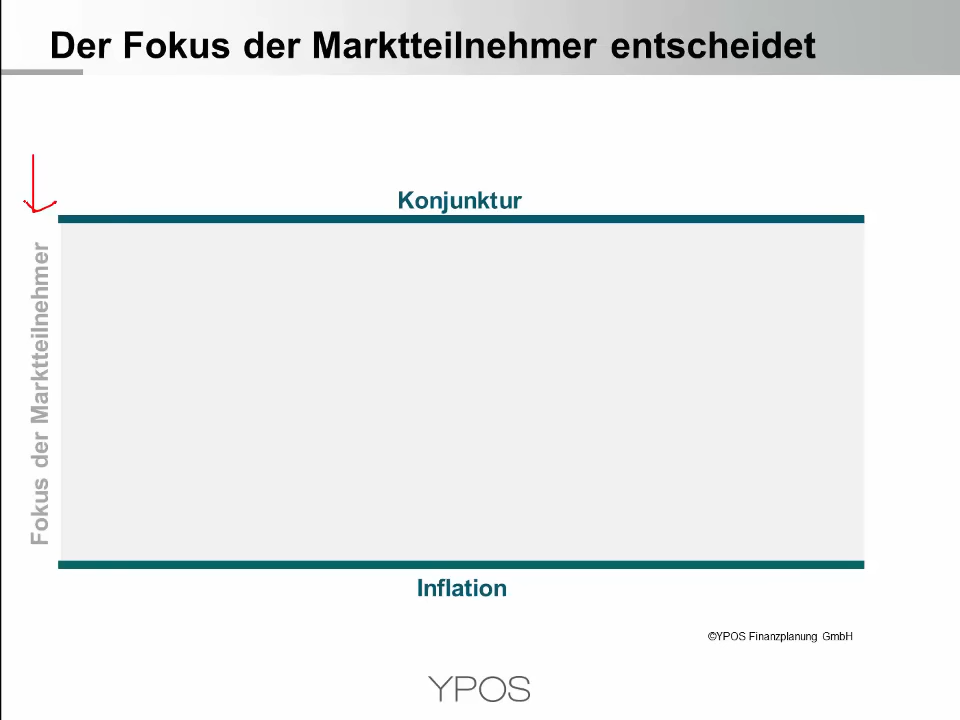 Der Fokus der Marktteilnehmer entscheidet
Konjunktur
Fokus der Marktteilnehmer
Inflation
©YPOS Finanzplanung GmbH
YPOS